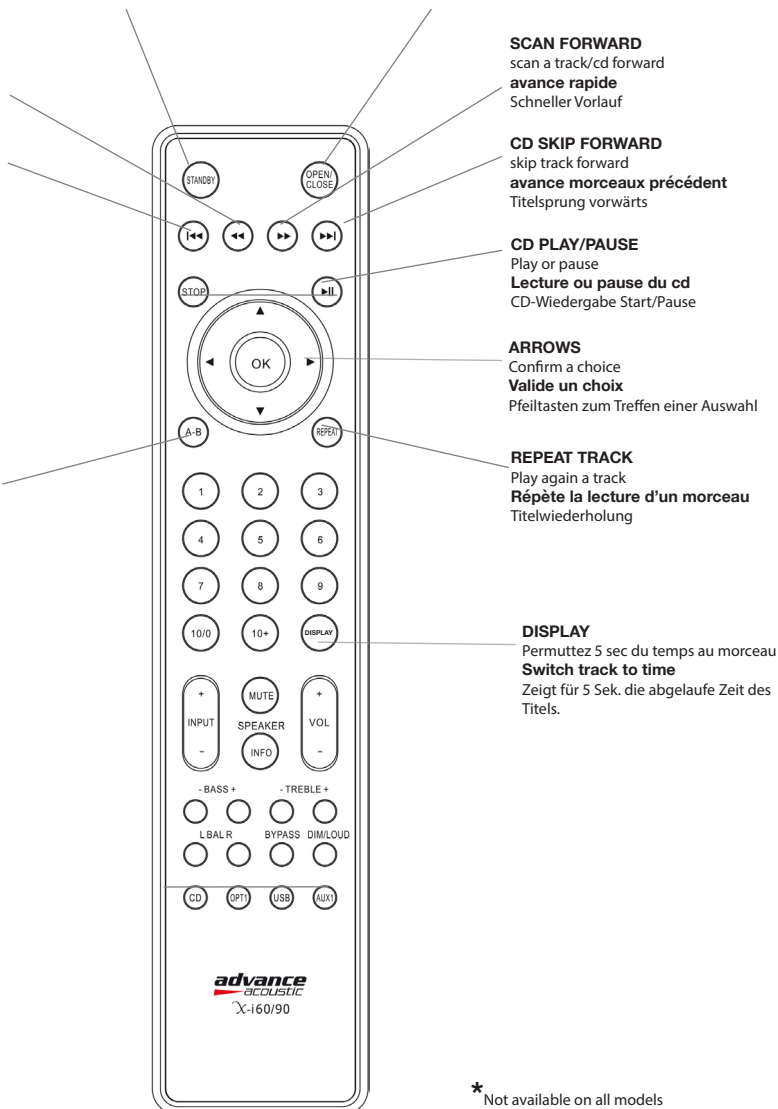 SCAN FORWARD
scan a track/cd forward
avance rapide
Schneller Vorlauf
CD SKIP FORWARD
skip track forward
avance morceaux précédent
Titelsprung vorwärts
CD PLAY/PAUSE
Play or pause
Lecture ou pause du cd
CD-Wiedergabe Start/Pause
ARROWS
Confirm a choice
Valide un choix
Pfeiltasten zum Treffen einer Auswahl
REPEAT TRACK
Play again a track
Répète la lecture d'un morceau
Titelwiederholung
DISPLAY
Permuttez 5 sec du temps au morceau
Switch track to time
Zeigt für 5 Sek. die abgelaufe Zeit des
Titels.
STANDBY
OPEN/
CLOSE
STOP
OK
A-B
REPEAT
1 2 3
4 5 6
7 8 9
10/0 10+ DISPLAY
+ MUTE +
INPUT SPEAKER VOL
- INFO -
- BASS + - TREBLE +
L BAL R BYPASS DIM/LOUD
CD OPT1 USB AUX1
advance
acoustic
X-i60/90
*Not available on all models